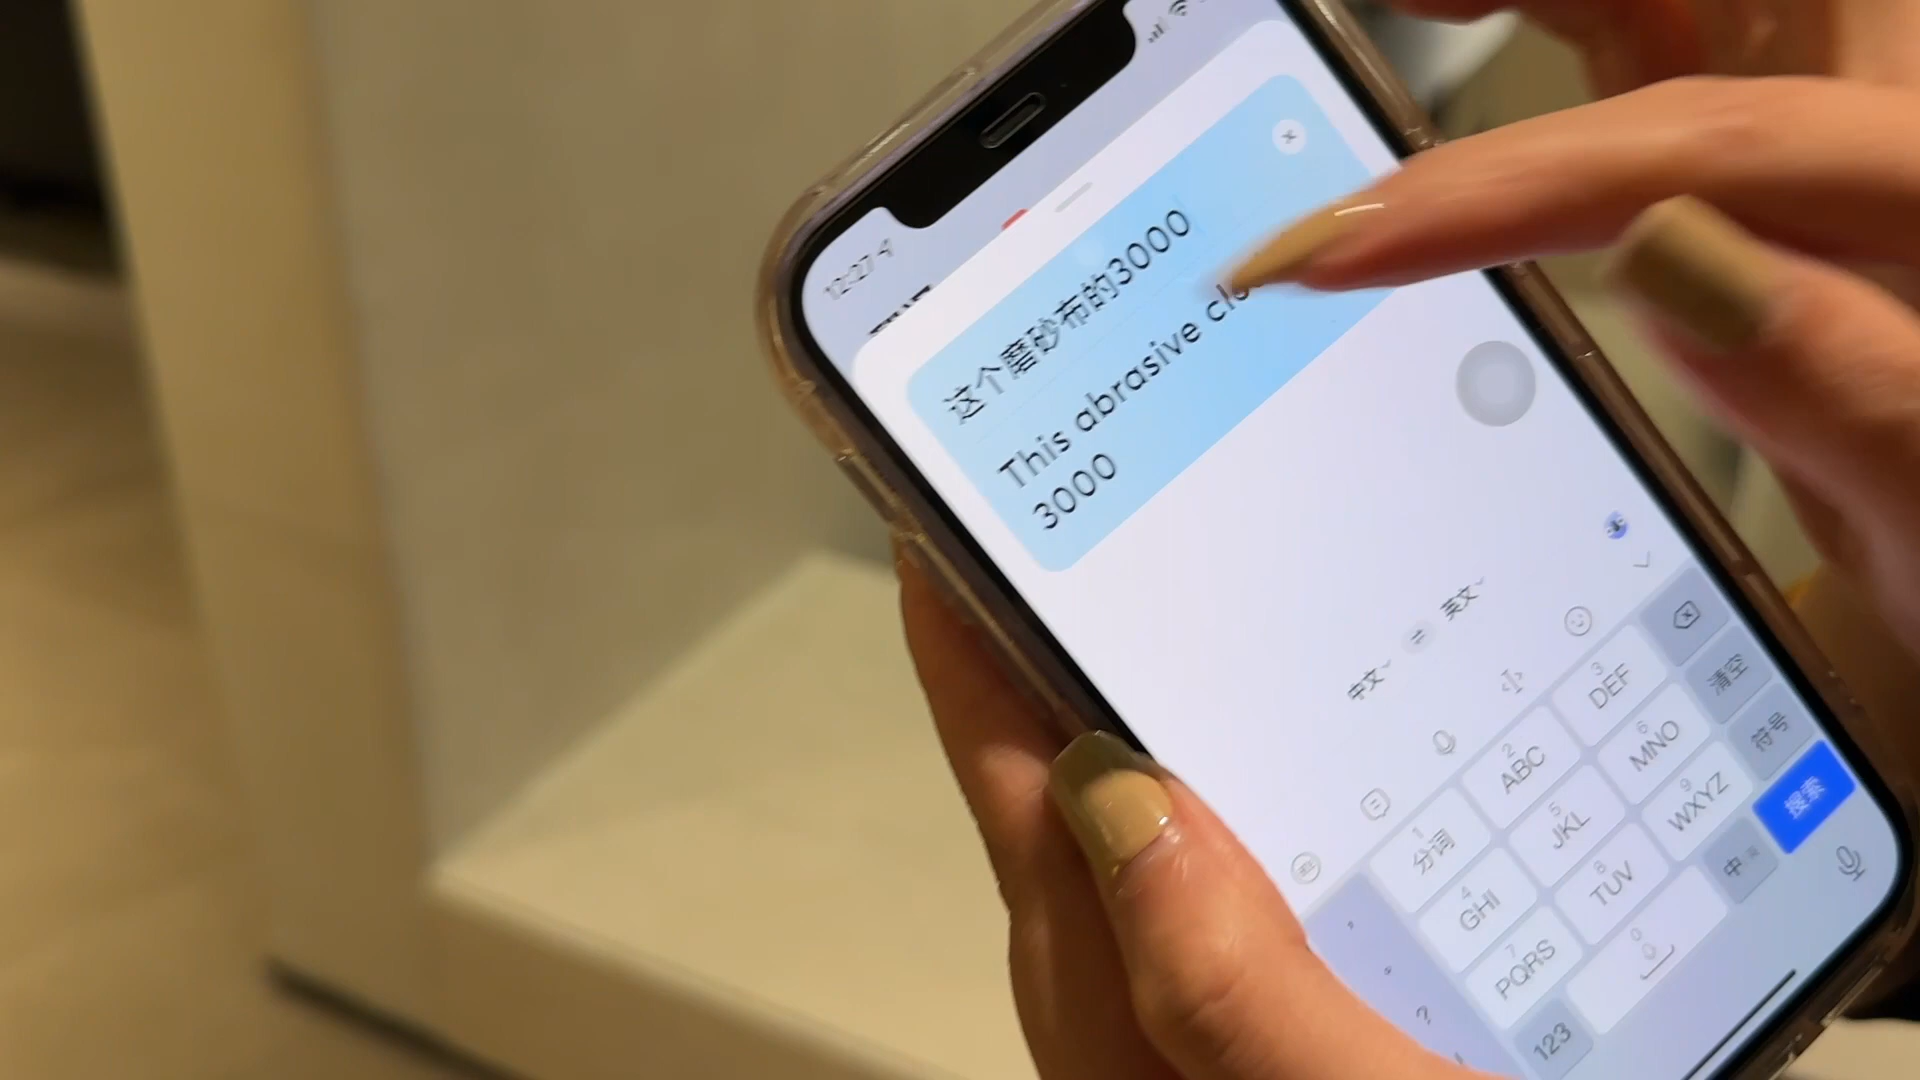 12:27
这个磨砂布的3000
This abrasive
3000
中文
英文
2
ABC
3
DEF
1
分词
5
JKL
6
MNO
清空
4
GHI
8
TUV
9
WXYZ
符号
7
PQRS
0
中
搜索
,
。
?
123